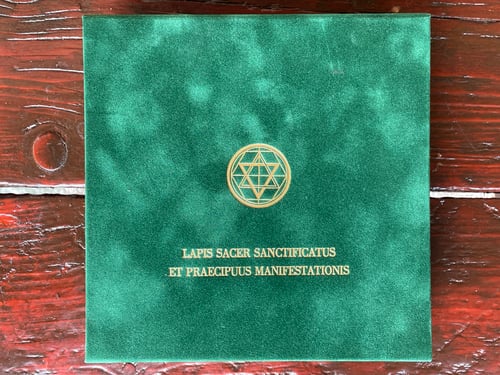 LAPIS SACER SANCTIFICATUS
ET PRAECIPUUS MANIFESTATIONIS